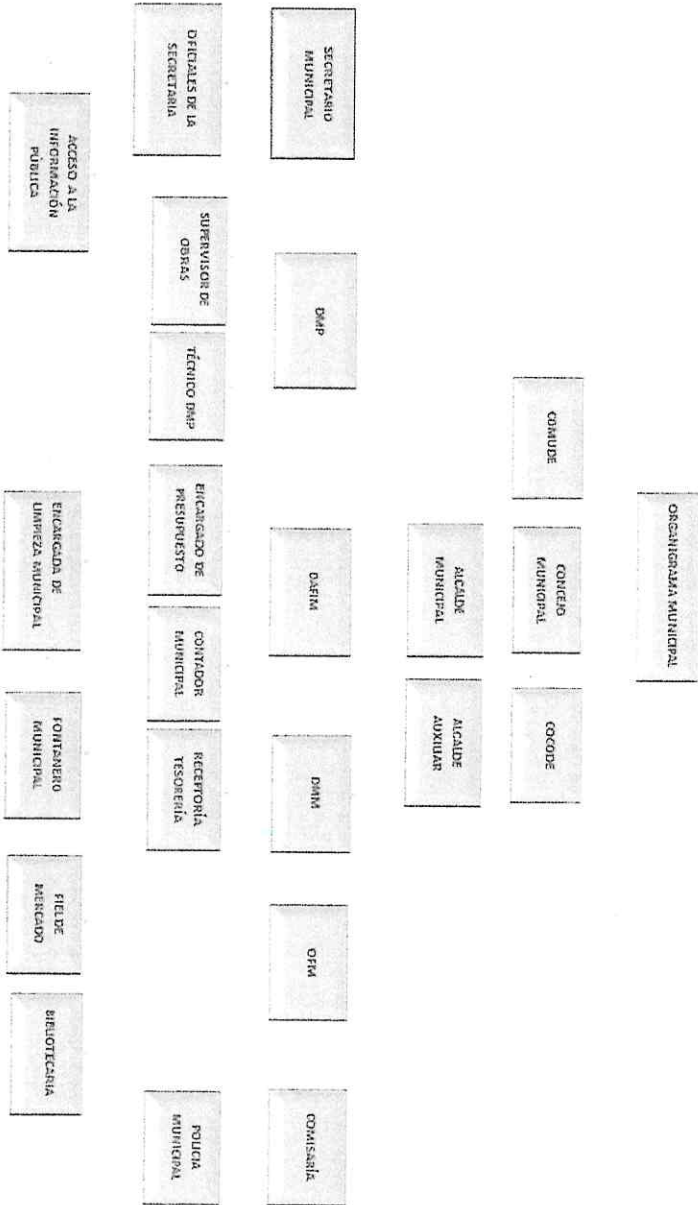 ORGANIGRAMA MUNICIPAL
COMUDE
CONCEJO
MUNICIPAL
COCODE
ALCALDE
MUNICIPAL
ALCALDE
AUXILIAR
SECRETARIO
MUNICIPAL
DMP
DAFIM
DMM
OFM
COMISARÍA
OFICIALES DE LA
SECRETARIA
SUPERVISOR DE
OBRAS
TÉCNICO DMP
ENCARGADO DE
PRESUPUESTO
CONTADOR
MUNICIPAL
RECEPTORÍA
TESORERÍA
POLICIA
MUNICIPAL
ACCESO A LA
INFORMACIÓN
PÚBLICA
ENCARGADA DE
LIMPIEZA MUNICIPAL
FONTANERO
MUNICIPAL
FIEL DE
MERCADO
BIBLIOTECARIA